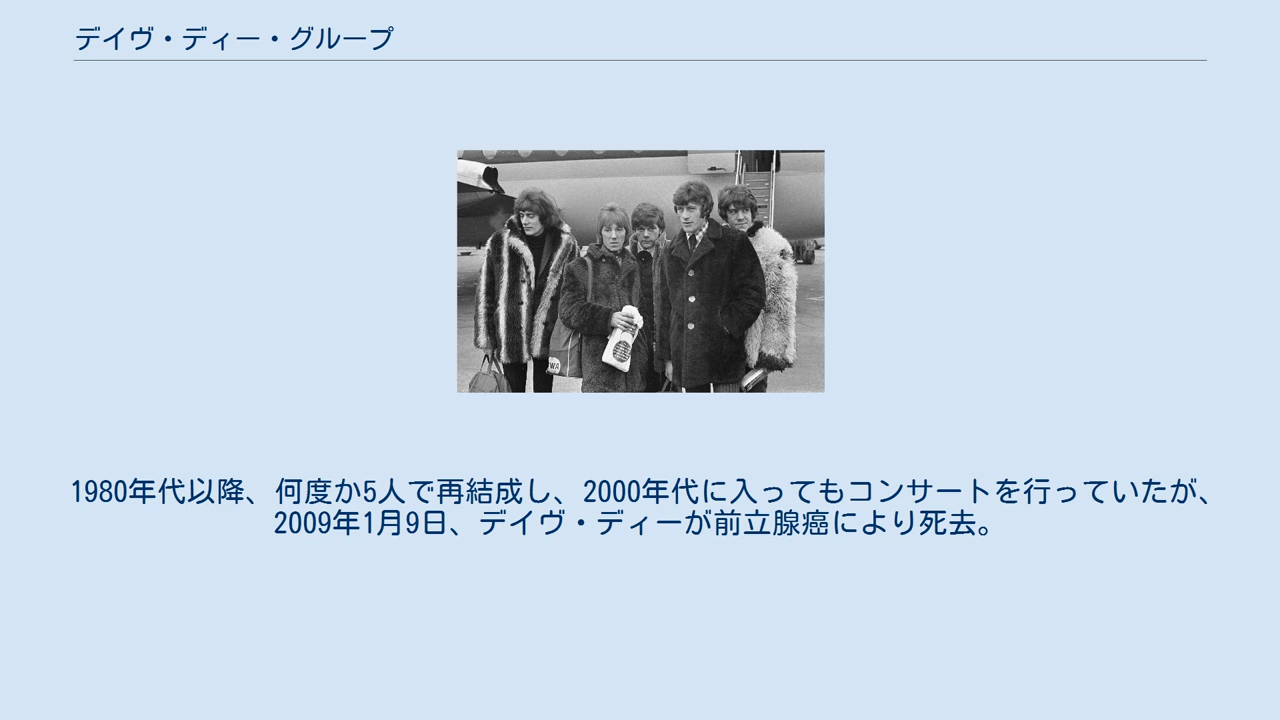 デイヴ・ディー・グループ
1980年代以降、何度か5人で再結成し、2000年代に入ってもコンサートを行っていたが、
2009年1月9日、デイヴ・ディーが前立腺癌により死去。